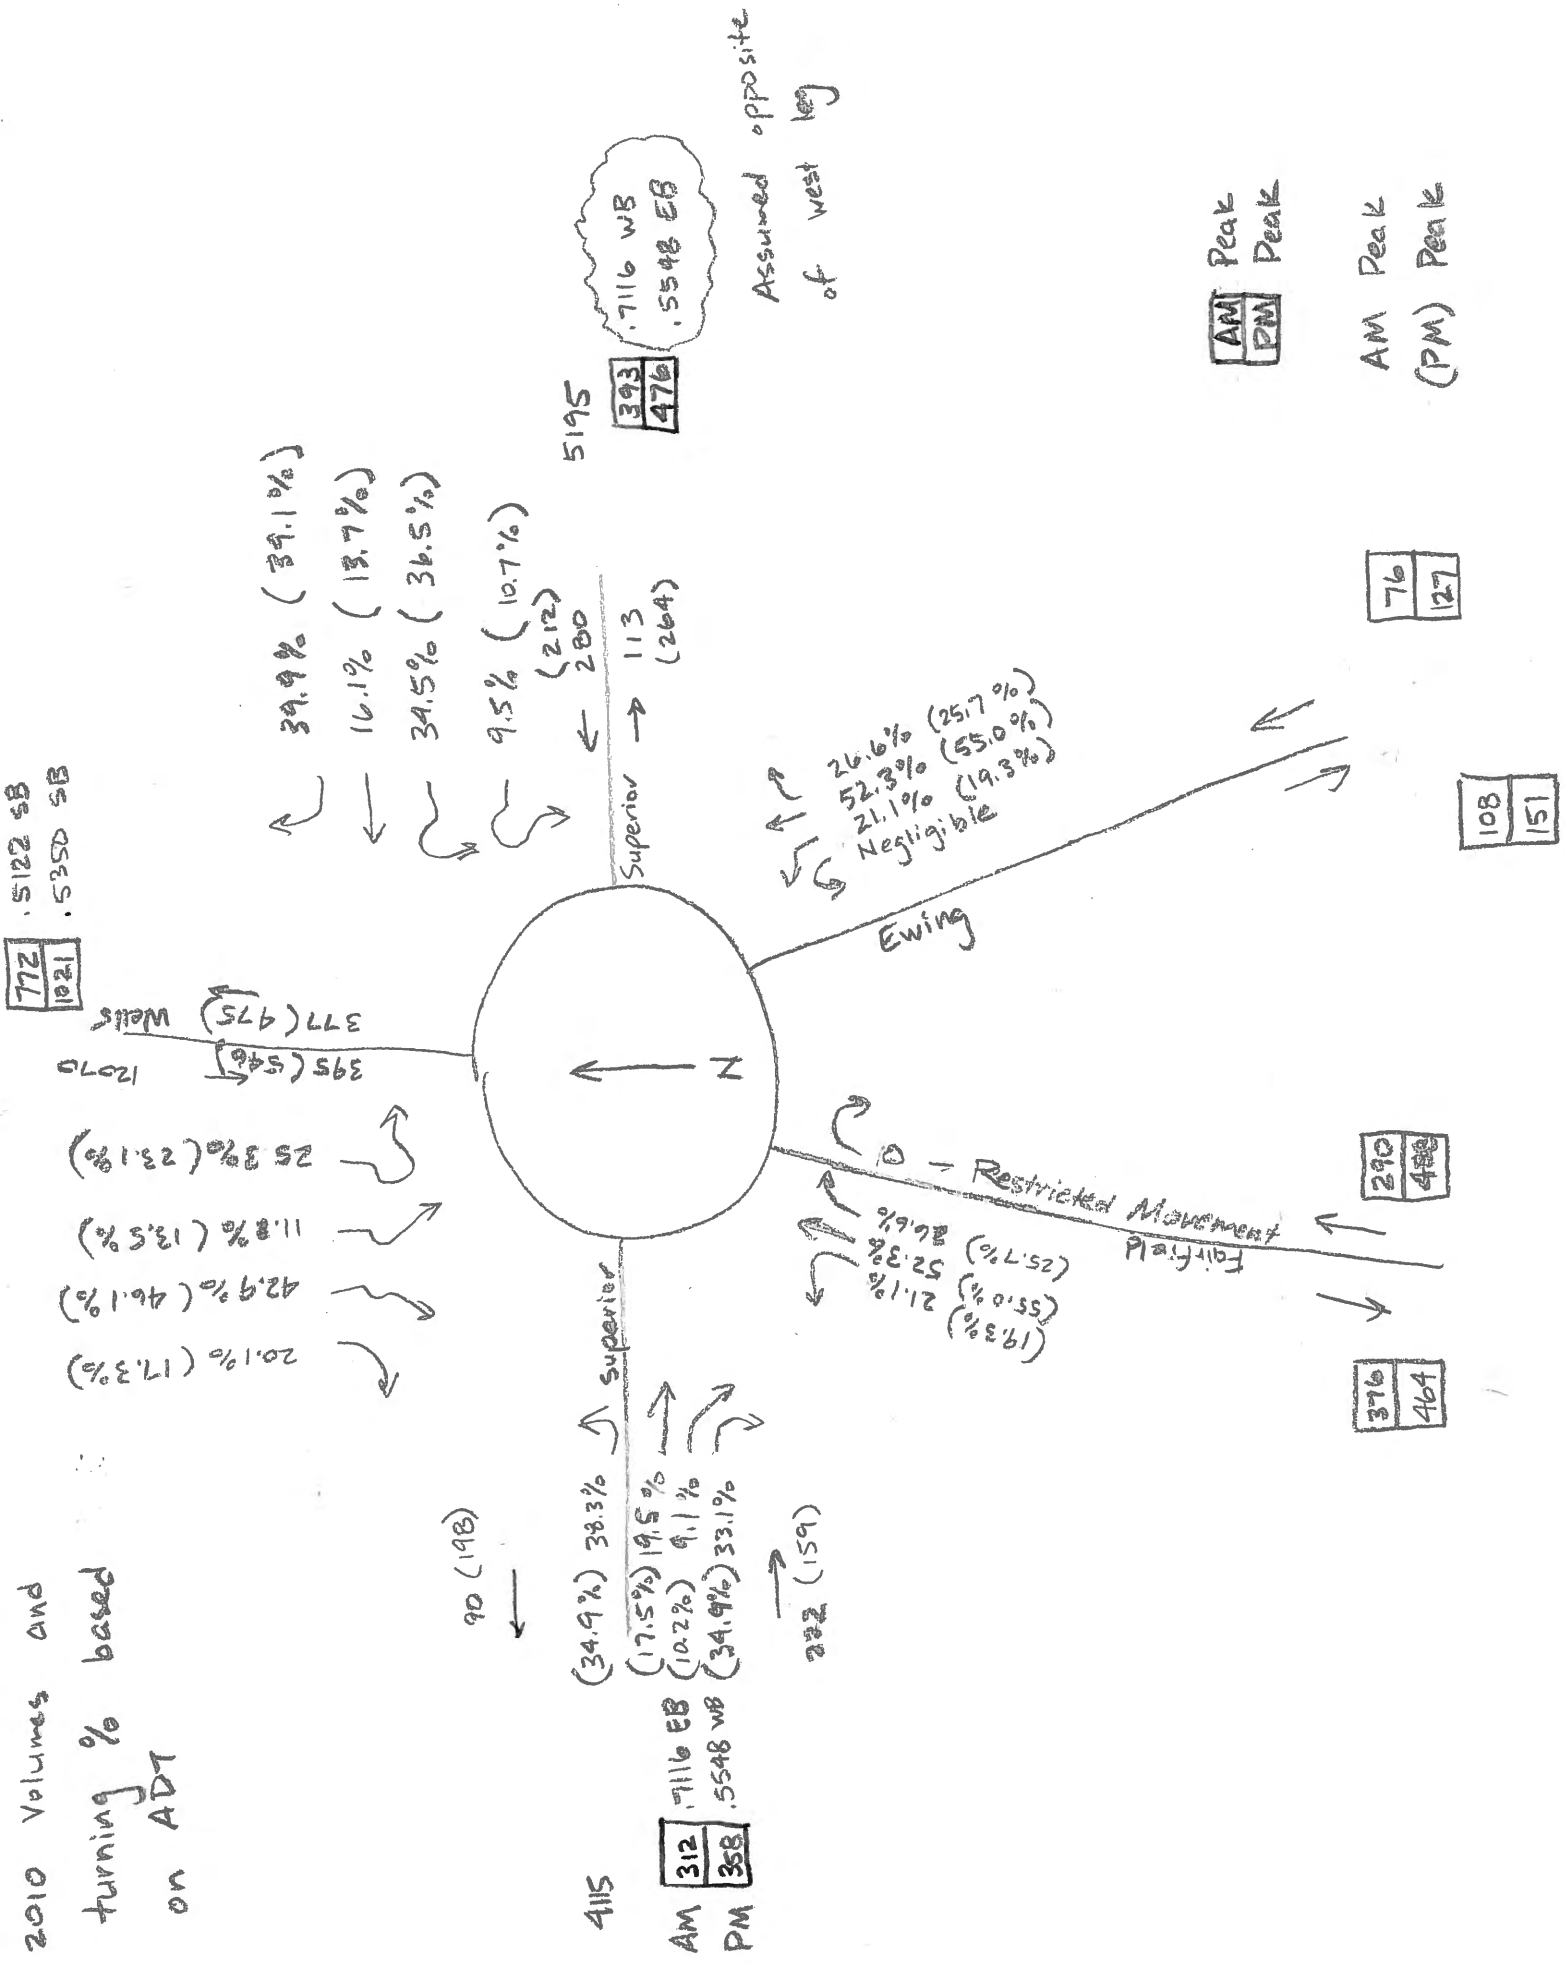 2010 Volumes and
turning % based
on ADT
772
1021
.5122 SB
.5350 SB
Wells
12070
377 (475)
395 (546)
25.3% (23.1%)
11.8% (13.5%)
42.9% (46.1%)
20.1% (17.3%)
39.9% (39.1%)
16.1% (13.7%)
34.5% (36.5%)
9.5% (10.7%)
(212)
280
Superior
113
(264)
5195
393
476
.7116 WB
.5548 EB
Assumed opposite
of west leg
N
90 (198)
Superior
(34.9%) 38.3%
(17.5%) 19.5%
(10.2%) 9.1%
(34.9%) 33.1%
222 (159)
4115
AM 312 .7116 EB
PM 358 .5548 WB
26.6% (25.7%)
52.3% (55.0%)
21.1% (19.3%)
Negligible
Ewing
76
127
108
151
0 - Restricted Movement
Fairfield
26.6%
(25.7%)
52.3%
(55.0%)
21.1%
(19.3%)
290
376
464
AM Peak
PM Peak
AM Peak
(PM) Peak